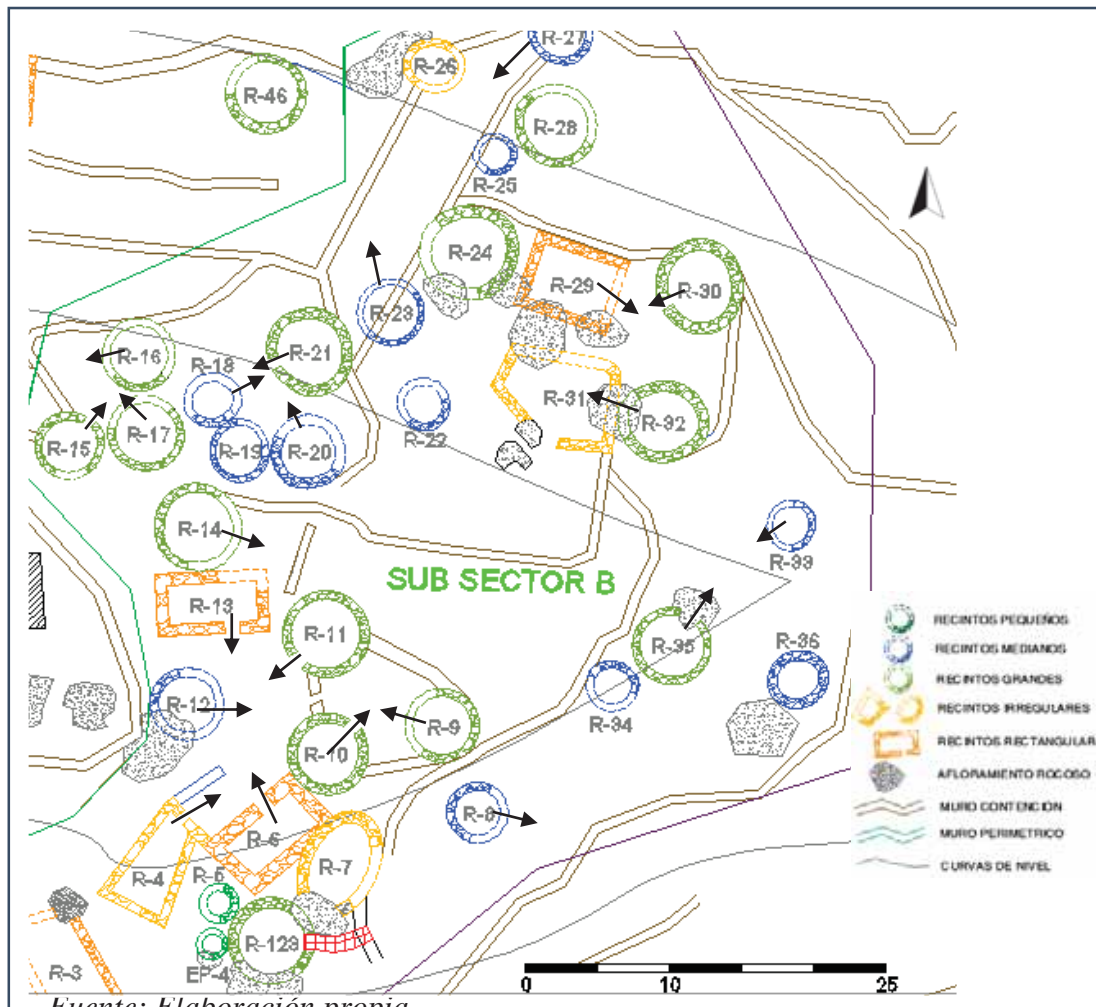 R-27
R-26
R-46
R-28
R-25
R-24
R-29
R-30
R-23
R-21
R-16
R-18
R-31
R-32
R-22
R-17
R-15
R-19
R-20
R-14
R-33
SUB SECTOR B
R-13
R-11
R-35
R-36
R-12
R-34
R-9
R-10
R-8
R-6
R-7
R-4
R-5
R-123
EP-4
R-3
RECINTOS PEQUEÑOS
RECINTOS MEDIANOS
RECINTOS GRANDES
RECINTOS IRREGULARES
RECINTOS RECTANGULAR
AFLORAMIENTO ROCOSO
MURO CONTENCIÓN
MURO PERIMETRICO
CURVAS DE NIVEL
0 10 25
Fuente: Elaboración propia